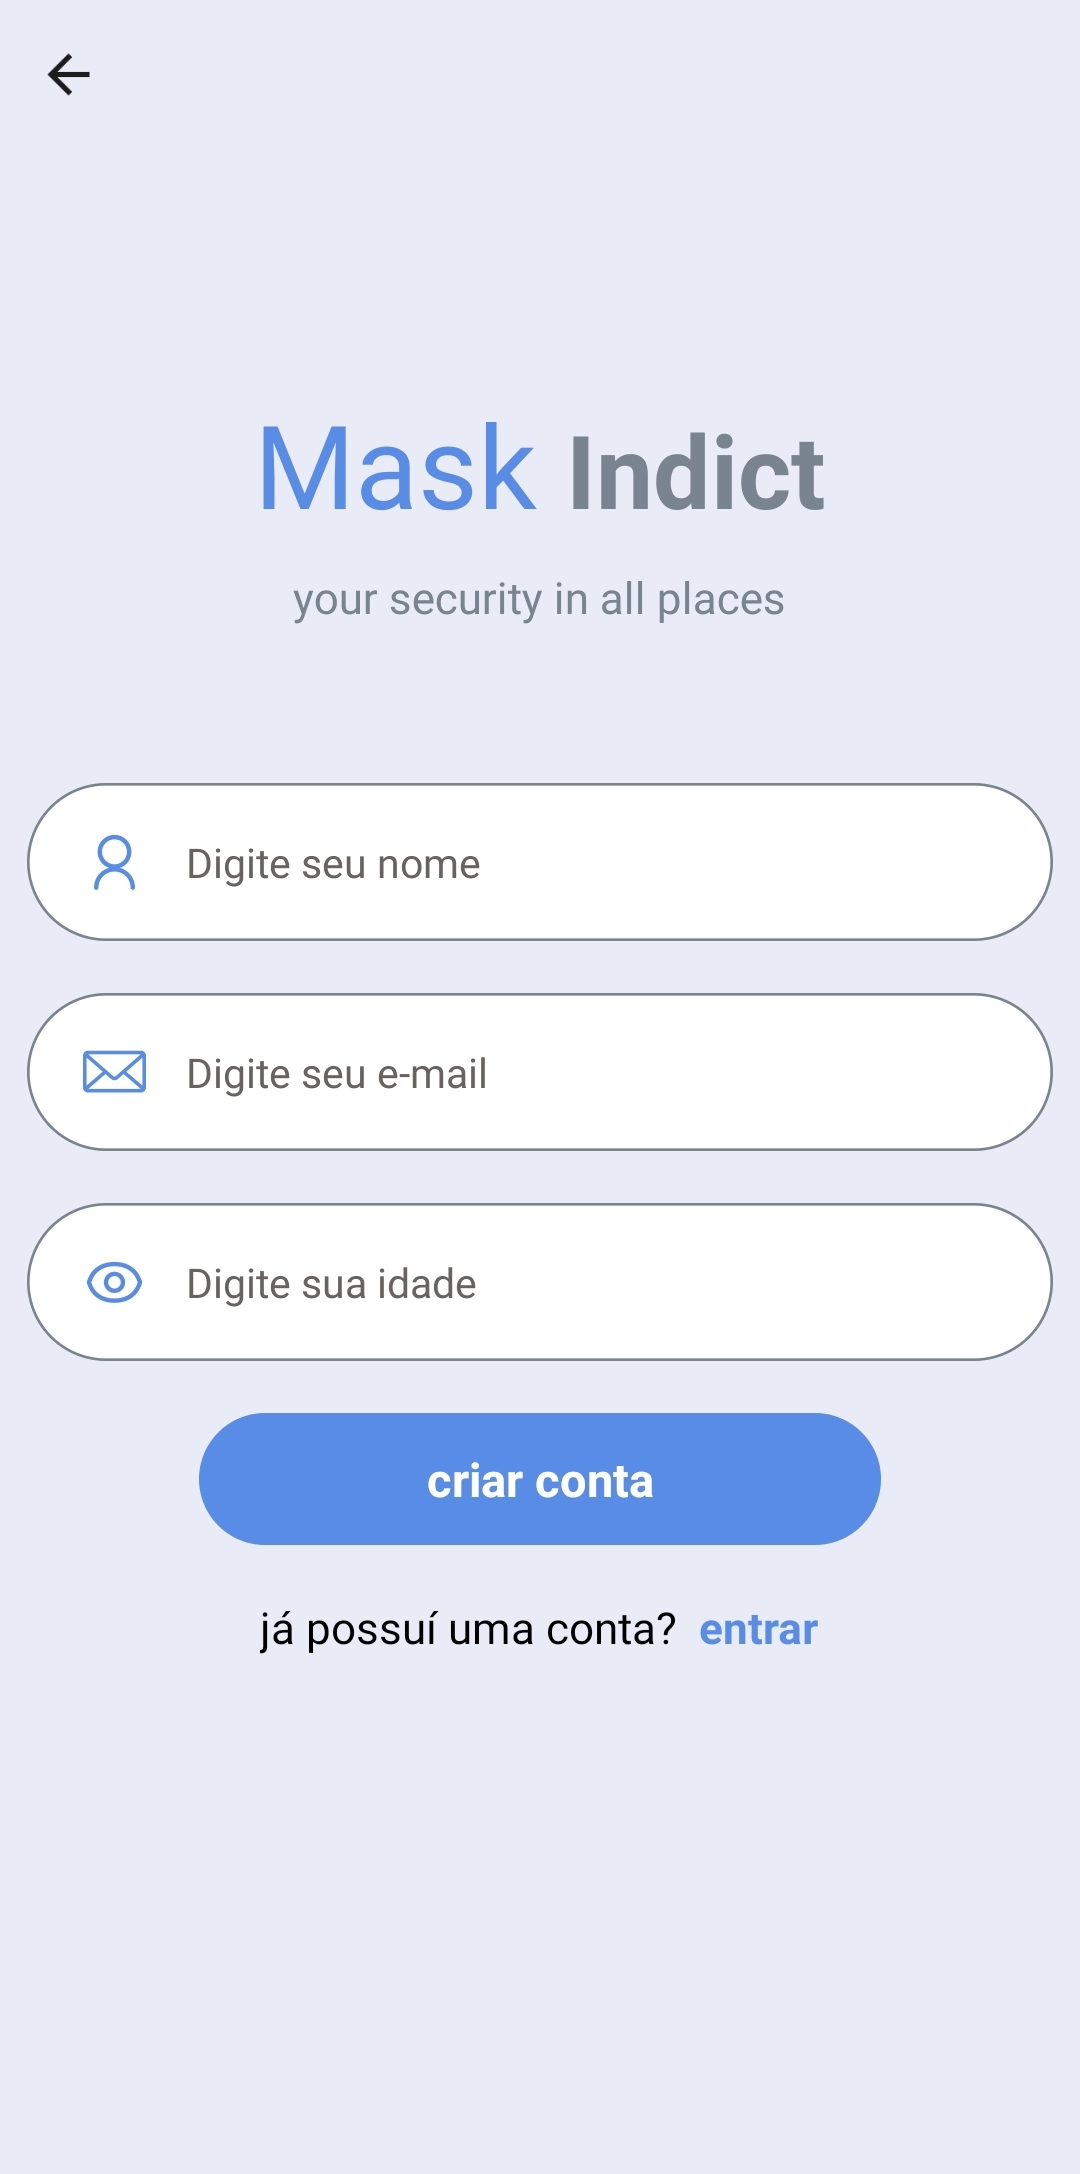 Mask Indict
your security in all places
Digite seu nome
Digite seu e-mail
Digite sua idade
criar conta
já possuí uma conta? entrar